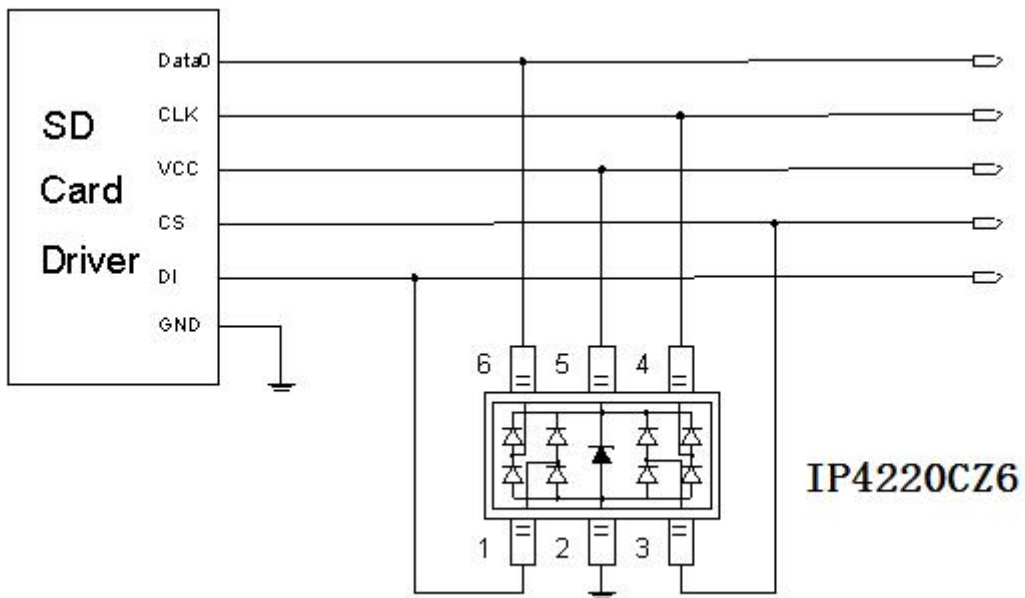 Data0
CLK
SD
VCC
Card
CS
Driver
DI
GND
6 5 4
IP4220CZ6
1 2 3